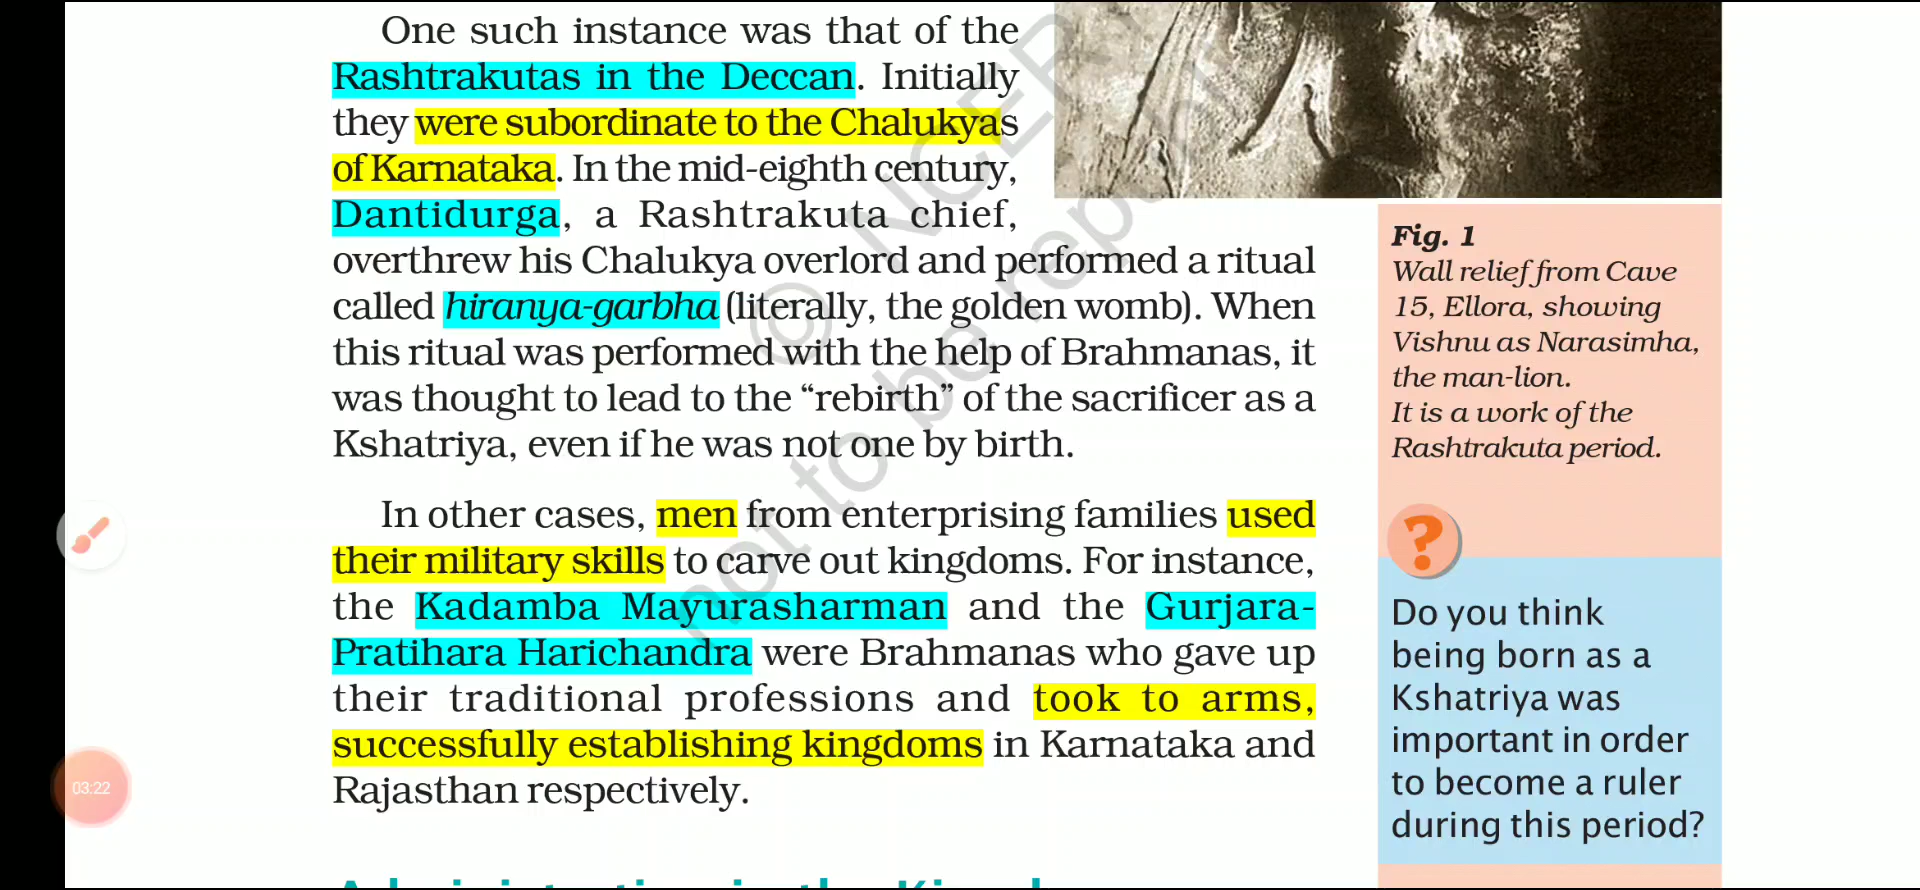 One such instance was that of the
Rashtrakutas in the Deccan. Initially
they were subordinate to the Chalukyas
of Karnataka. In the mid-eighth century,
Dantidurga, a Rashtrakuta chief,
overthrew his Chalukya overlord and performed a ritual
called hiranya-garbha (literally, the golden womb). When
this ritual was performed with the help of Brahmanas, it
was thought to lead to the “rebirth” of the sacrificer as a
Kshatriya, even if he was not one by birth.
In other cases, men from enterprising families used
their military skills to carve out kingdoms. For instance,
the Kadamba Mayurasharman and the Gurjara-
Pratihara Harichandra were Brahmanas who gave up
their traditional professions and took to arms,
successfully establishing kingdoms in Karnataka and
Rajasthan respectively.
Fig. 1
Wall relief from Cave
15, Ellora, showing
Vishnu as Narasimha,
the man-lion.
It is a work of the
Rashtrakuta period.
?
Do you think
being born as a
Kshatriya was
important in order
to become a ruler
during this period?
03:22
© NCER
not to be repu